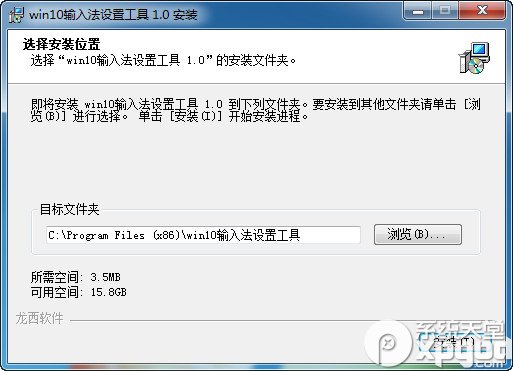 win10输入法设置工具 1.0 安装
选择安装位置
选择“win10输入法设置工具 1.0”的安装文件夹。
即将安装 win10输入法设置工具 1.0 到下列文件夹。要安装到其他文件夹请单击 [浏
览(B)] 进行选择。 单击 [安装(I)] 开始安装进程。
目标文件夹
C:\Program Files (x86)\win10输入法设置工具
浏览(B)...
所需空间: 3.5MB
可用空间: 15.8GB
龙西软件
安装(I)
系统天堂
xpgod.com